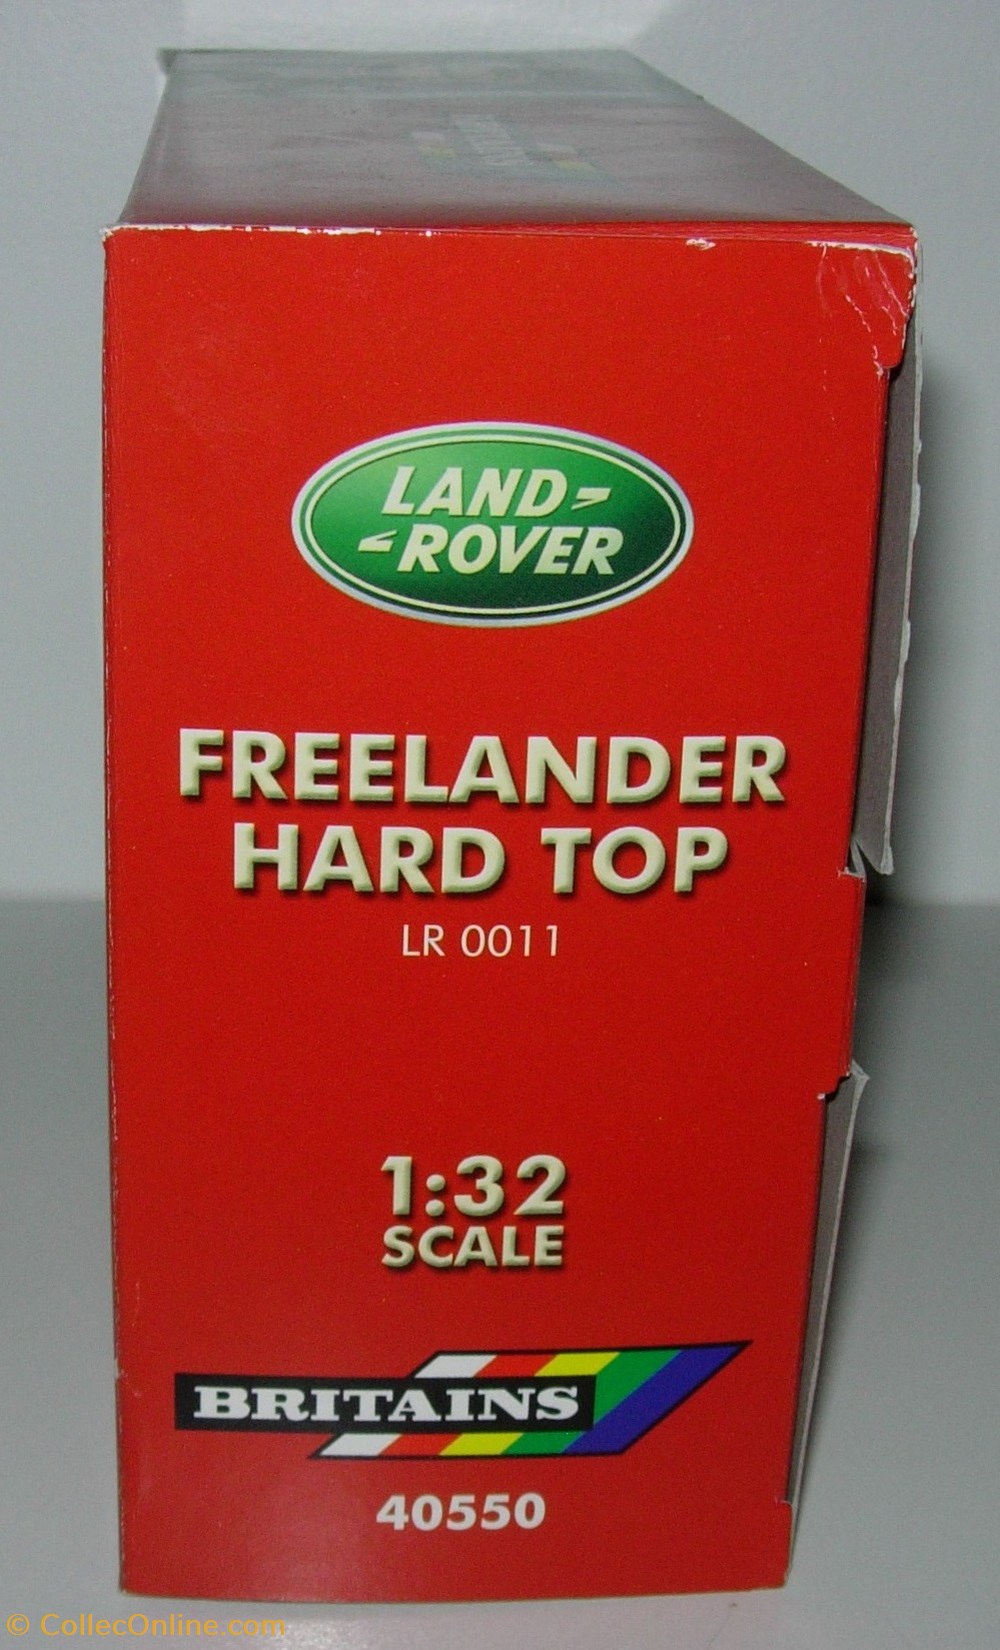 LAND
ROVER
FREELANDER
HARD TOP
LR 0011
1:32
SCALE
BRITAINS
40550
© CollecOnline.com